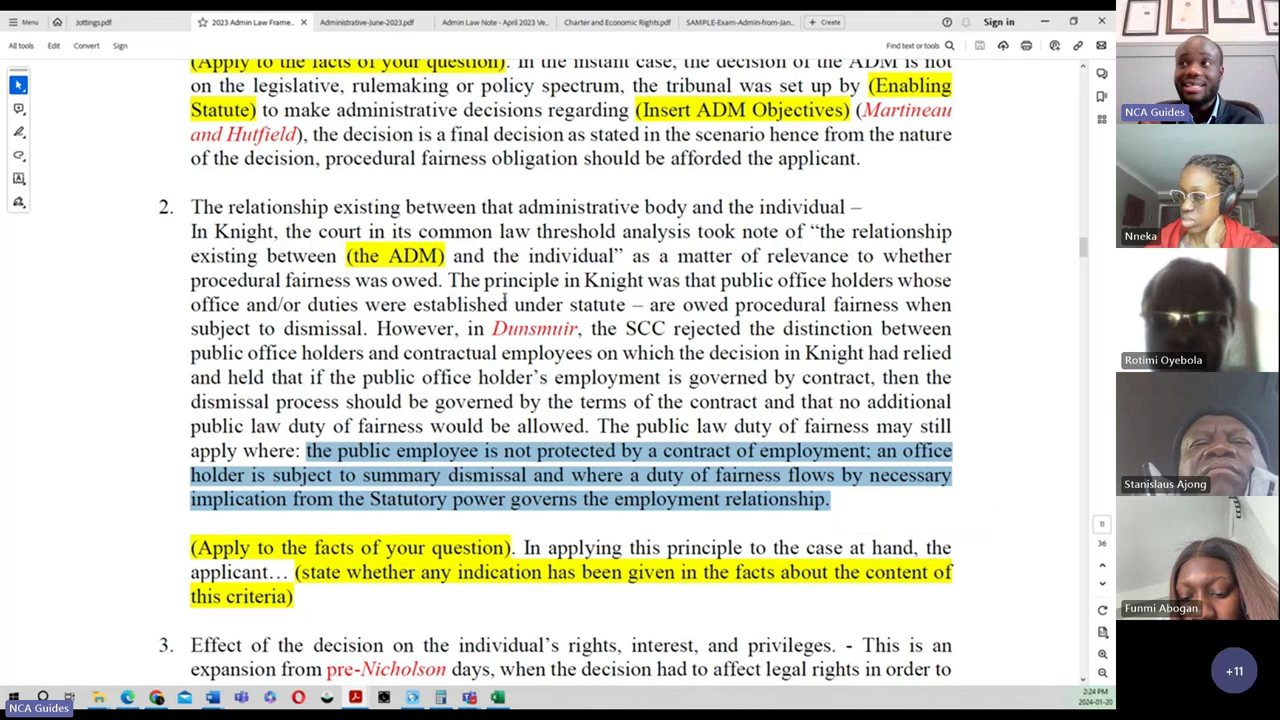 Menu
Jottings.pdf
2023 Admin Law Frame...
Administrative-June-2023.pdf
Admin Law Note - April 2023 Ve...
Charter and Economic Rights.pdf
SAMPLE-Exam-Admin-from-Jan...
+ Create
Sign in
All tools
Edit
Convert
Sign
Find text or tools
(Apply to the facts of your question). In the instant case, the decision of the ADM is not
on the legislative, rulemaking or policy spectrum, the tribunal was set up by (Enabling
Statute) to make administrative decisions regarding (Insert ADM Objectives) (Martineau
and Hutfield), the decision is a final decision as stated in the scenario hence from the nature
of the decision, procedural fairness obligation should be afforded the applicant.
2. The relationship existing between that administrative body and the individual –
In Knight, the court in its common law threshold analysis took note of “the relationship
existing between (the ADM) and the individual” as a matter of relevance to whether
procedural fairness was owed. The principle in Knight was that public office holders whose
office and/or duties were established under statute – are owed procedural fairness when
subject to dismissal. However, in Dunsmuir, the SCC rejected the distinction between
public office holders and contractual employees on which the decision in Knight had relied
and held that if the public office holder’s employment is governed by contract, then the
dismissal process should be governed by the terms of the contract and that no additional
public law duty of fairness would be allowed. The public law duty of fairness may still
apply where: the public employee is not protected by a contract of employment; an office
holder is subject to summary dismissal and where a duty of fairness flows by necessary
implication from the Statutory power governs the employment relationship.
(Apply to the facts of your question). In applying this principle to the case at hand, the
applicant… (state whether any indication has been given in the facts about the content of
this criteria)
3. Effect of the decision on the individual’s rights, interest, and privileges. - This is an
expansion from pre-Nicholson days, when the decision had to affect legal rights in order to
11
36
2:24 PM
2024-01-20
NCA Guides
NCA Guides
Nneka
Rotimi Oyebola
Stanislaus Ajong
Funmi Abogan
+11